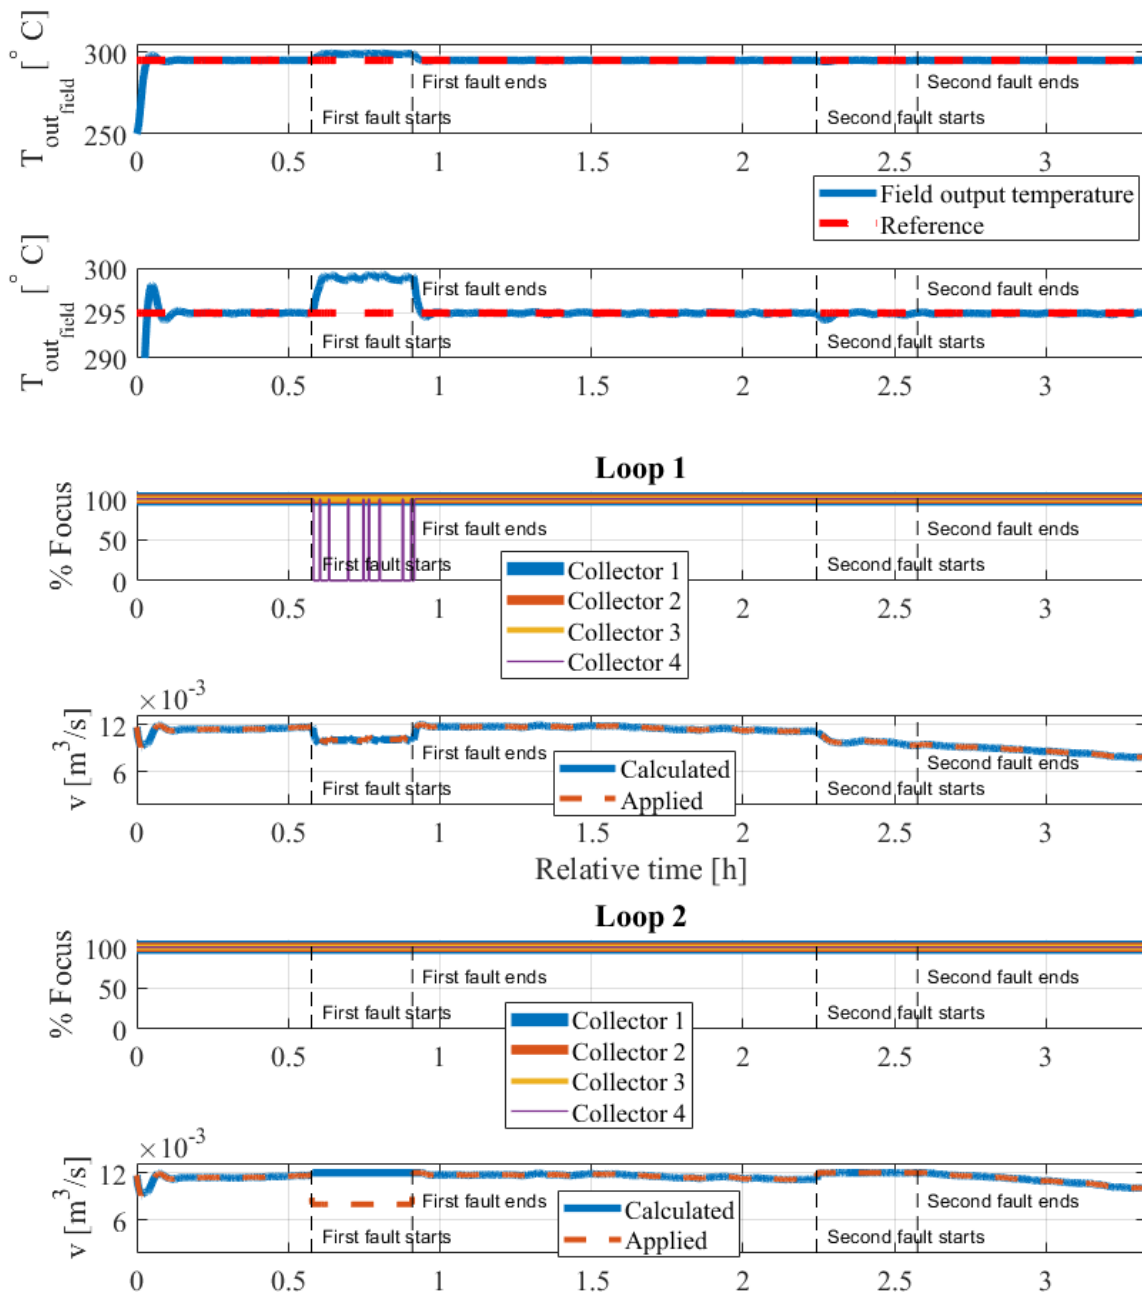 T_out_field [° C]
300
250
First fault ends
First fault starts
Second fault ends
Second fault starts
0 0.5 1 1.5 2 2.5 3
Field output temperature
Reference
T_out_field [° C]
300
295
290
First fault ends
First fault starts
Second fault ends
Second fault starts
0 0.5 1 1.5 2 2.5 3
Loop 1
% Focus
100
50
0
First fault ends
First fault starts
Second fault ends
Second fault starts
0 0.5 1 1.5 2 2.5 3
Collector 1
Collector 2
Collector 3
Collector 4
×10^-3
v [m^3/s]
12
6
First fault ends
First fault starts
Second fault ends
Second fault starts
Calculated
Applied
0 0.5 1 1.5 2 2.5 3
Relative time [h]
Loop 2
% Focus
100
50
0
First fault ends
First fault starts
Second fault ends
Second fault starts
0 0.5 1 1.5 2 2.5 3
Collector 1
Collector 2
Collector 3
Collector 4
×10^-3
v [m^3/s]
12
6
First fault ends
First fault starts
Second fault ends
Second fault starts
Calculated
Applied
0 0.5 1 1.5 2 2.5 3